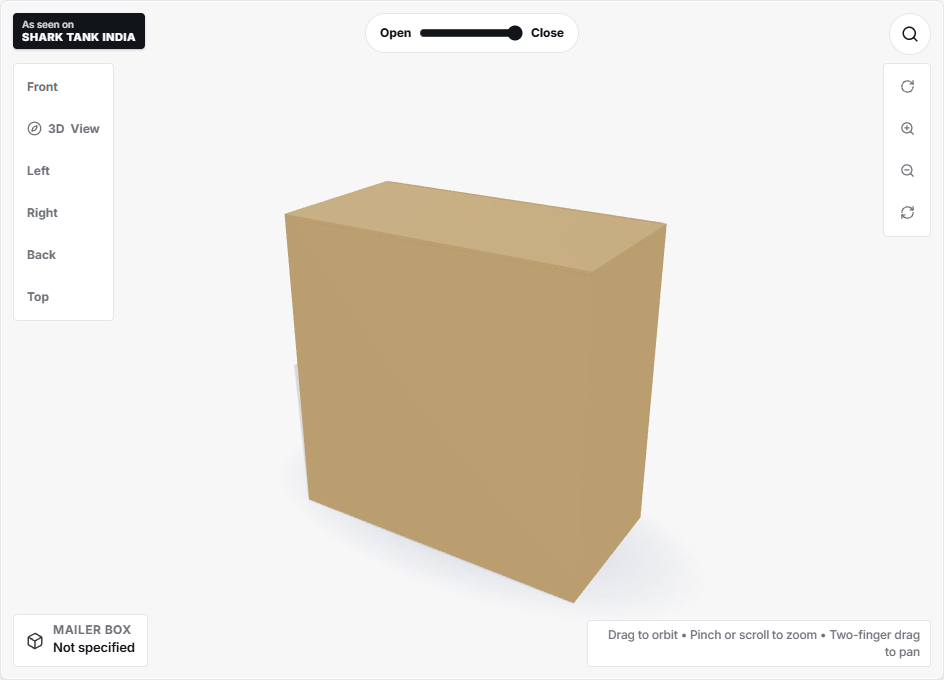 As seen on
SHARK TANK INDIA
Open
Close
Front
3D View
Left
Right
Back
Top
MAILER BOX
Not specified
Drag to orbit • Pinch or scroll to zoom • Two-finger drag
to pan